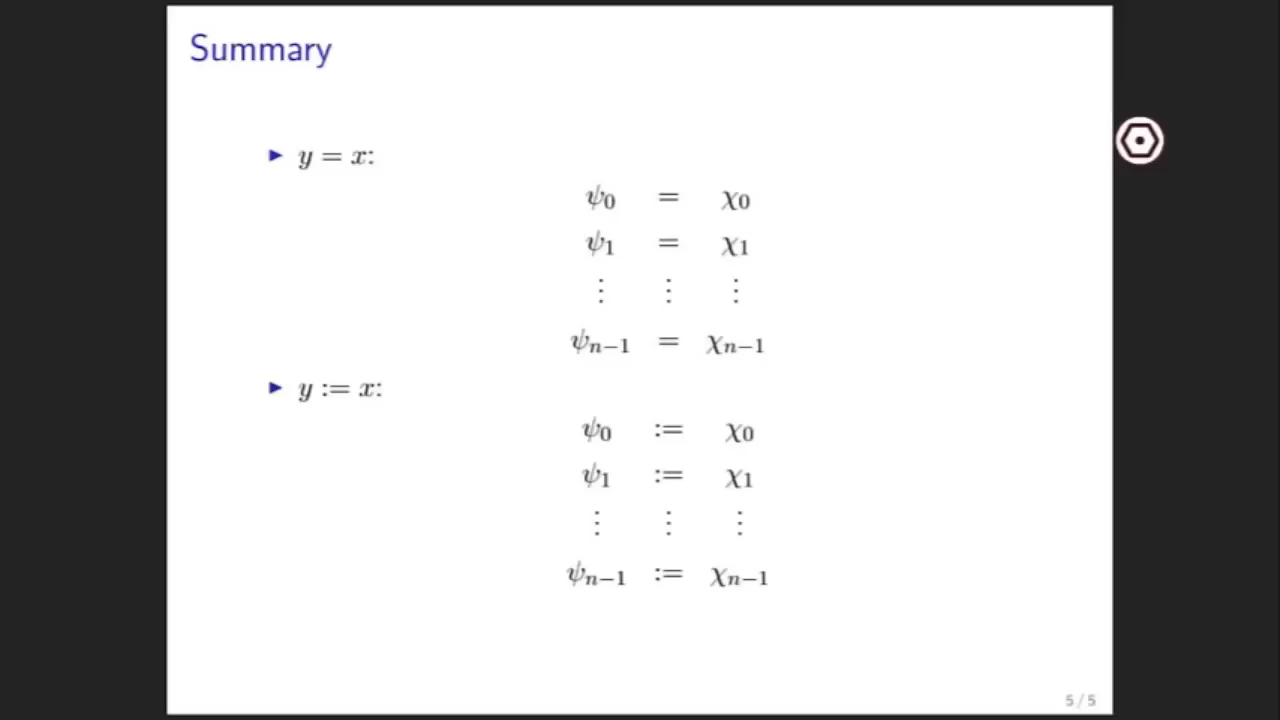 Summary
▶ y = x:
ψ₀ = χ₀
ψ₁ = χ₁
⋮ ⋮ ⋮
ψₙ₋₁ = χₙ₋₁
▶ y := x:
ψ₀ := χ₀
ψ₁ := χ₁
⋮ ⋮ ⋮
ψₙ₋₁ := χₙ₋₁
5 / 5